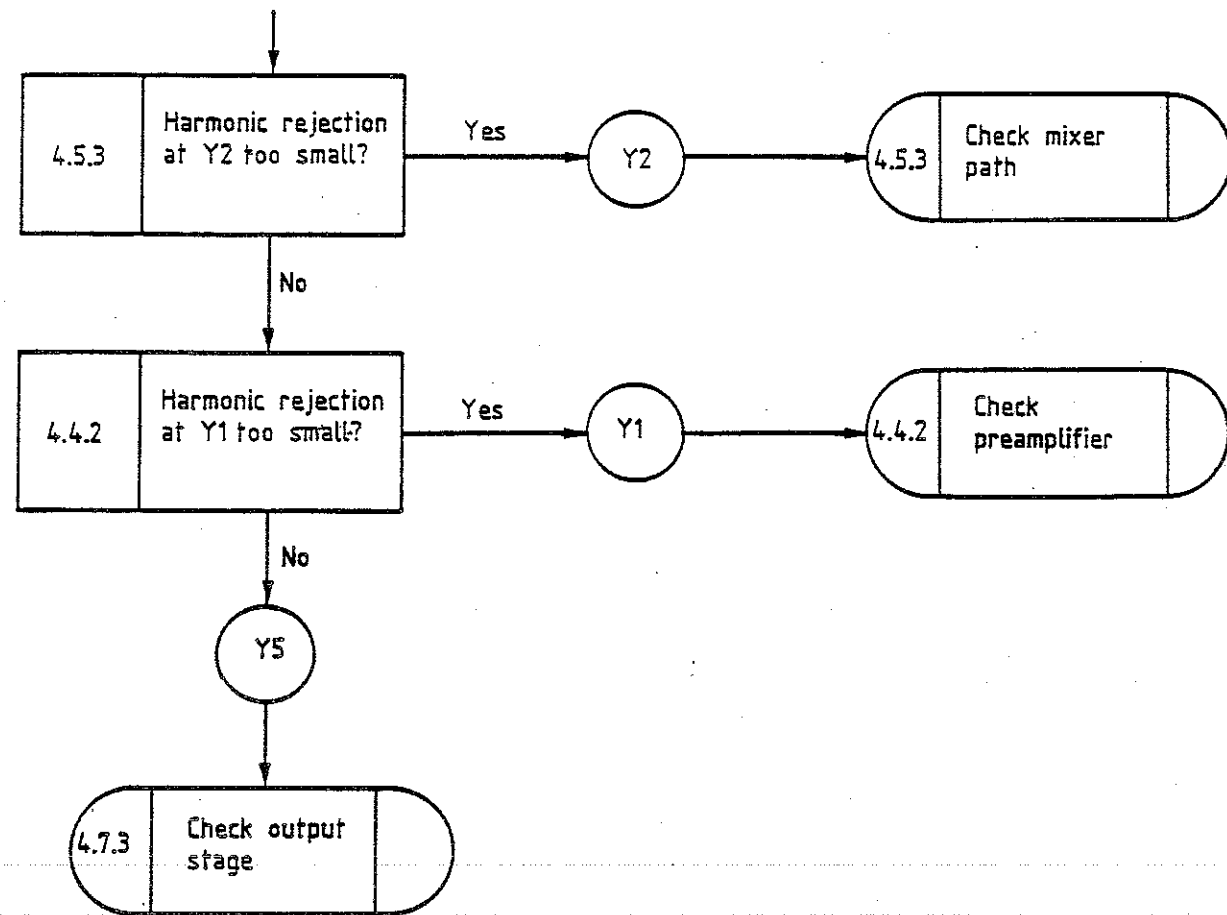 4.5.3
Harmonic rejection
at Y2 too small?
Yes
Y2
4.5.3
Check mixer
path
No
4.4.2
Harmonic rejection
at Y1 too small?
Yes
Y1
4.4.2
Check
preamplifier
No
Y5
4.7.3
Check output
stage